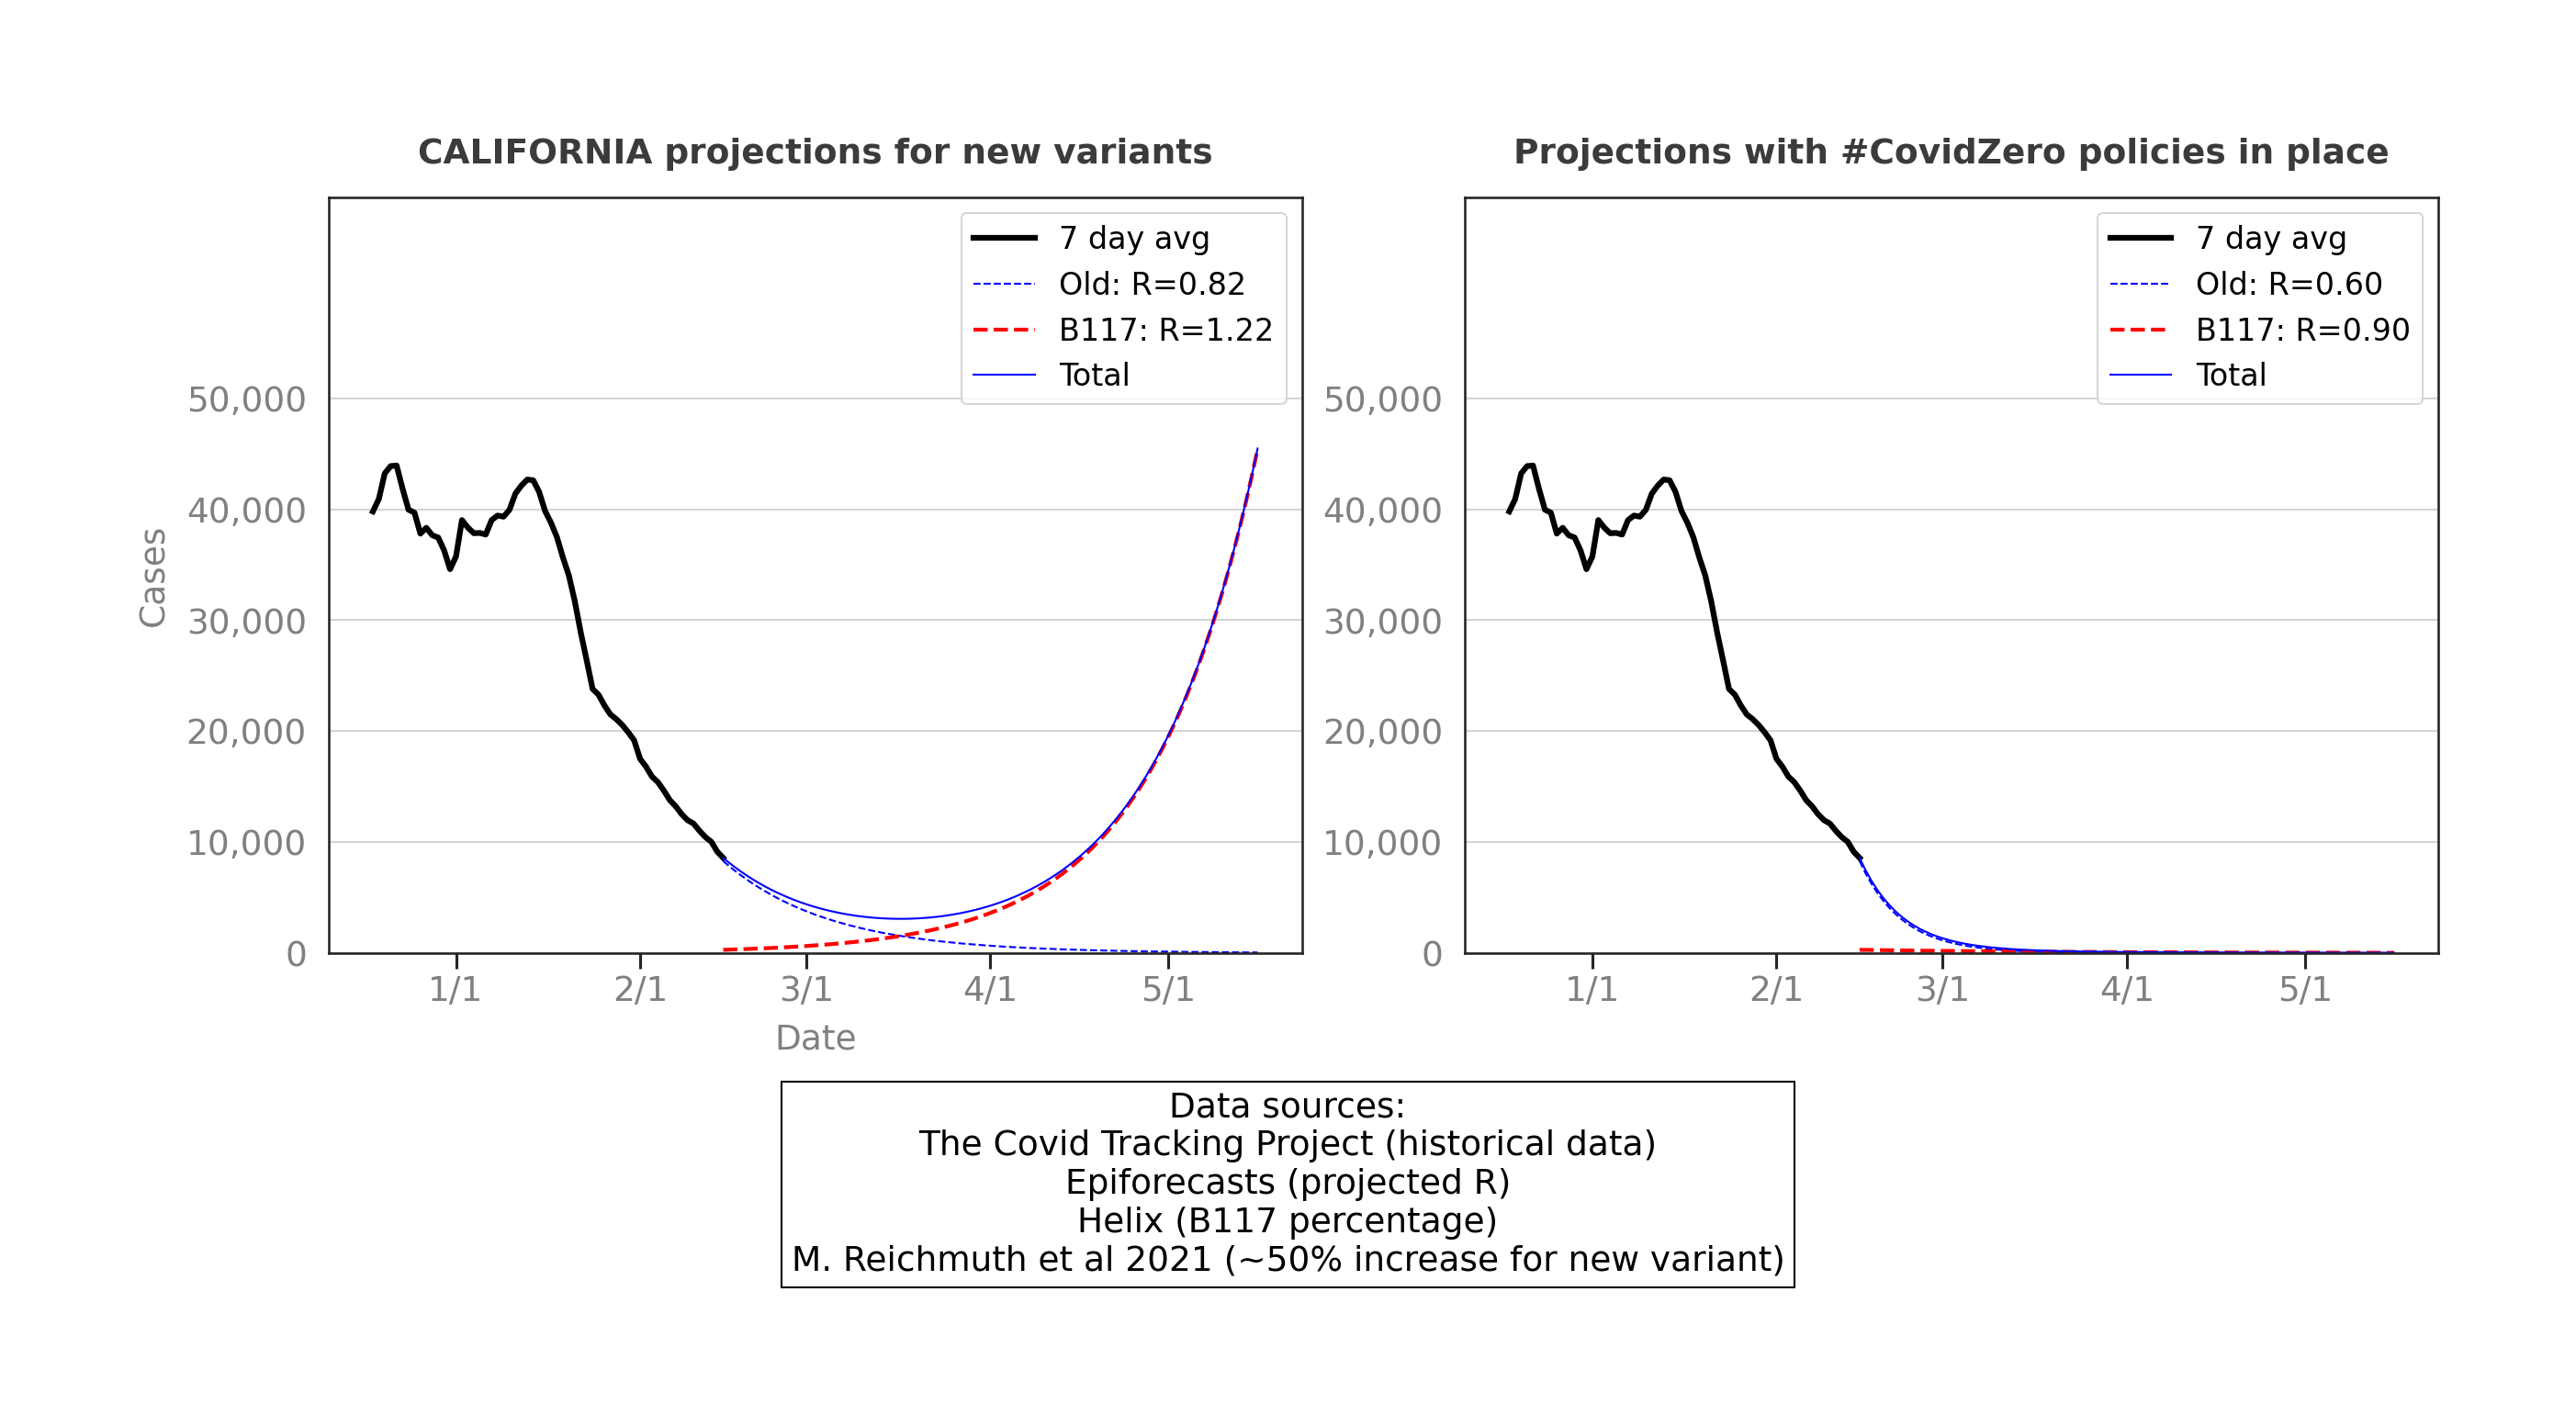 CALIFORNIA projections for new variants
7 day avg
Old: R=0.82
B117: R=1.22
Total
50,000
40,000
30,000
20,000
10,000
0
Cases
1/1
2/1
3/1
4/1
5/1
Date
Projections with #CovidZero policies in place
7 day avg
Old: R=0.60
B117: R=0.90
Total
50,000
40,000
30,000
20,000
10,000
0
1/1
2/1
3/1
4/1
5/1
Data sources:
The Covid Tracking Project (historical data)
Epiforecasts (projected R)
Helix (B117 percentage)
M. Reichmuth et al 2021 (~50% increase for new variant)